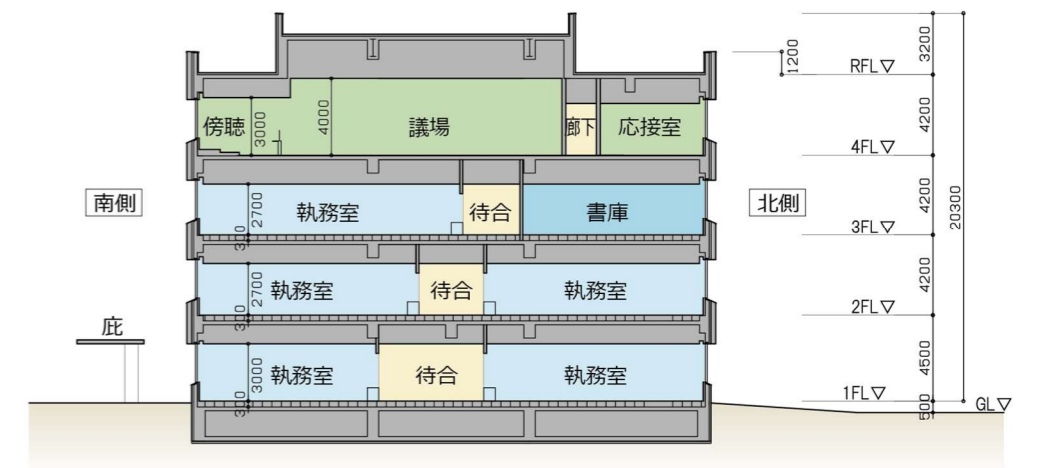 3200
1200
RFL▽
4200
傍聴
3000
4000
議場
廊下
応接室
4FL▽
南側
300
2700
執務室
待合
書庫
北側
4200
20300
3FL▽
300
2700
執務室
待合
執務室
4200
2FL▽
庇
300
3000
執務室
待合
執務室
4500
1FL▽
500
GL▽